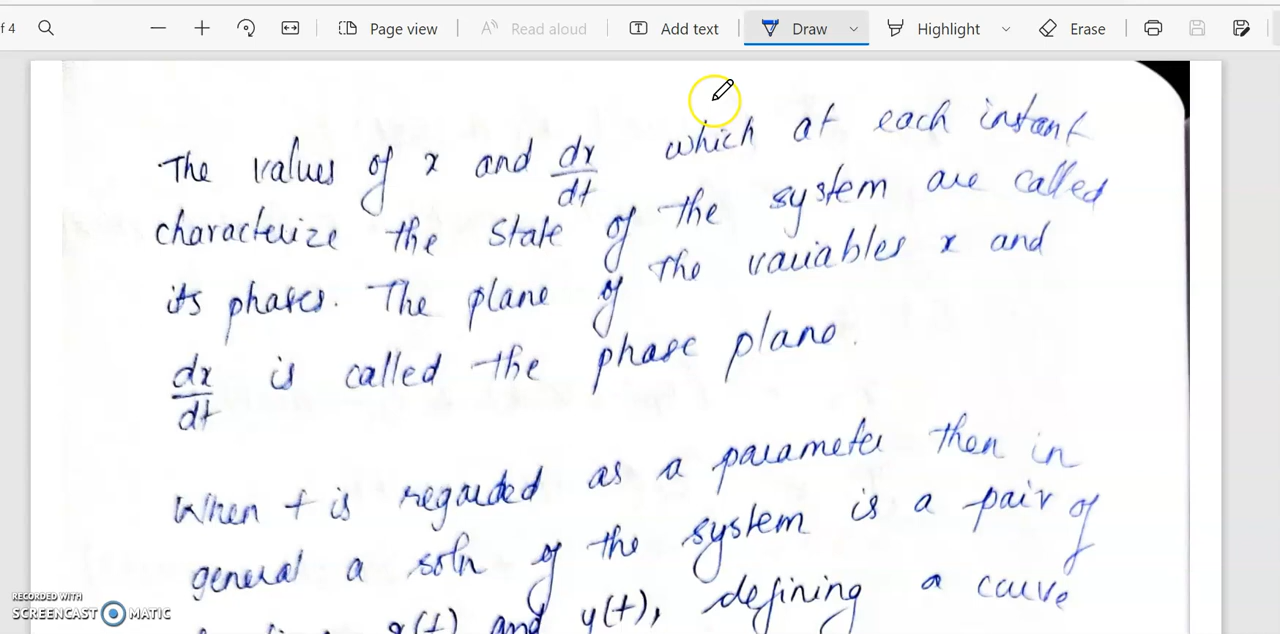 f 4
Page view
Read aloud
Add text
Draw
Highlight
Erase
The values of x and dx/dt which at each instant
characterize the state of the system are called
its phases. The plane of the variables x and
dx/dt is called the phase plane.
When t is regarded as a parameter then in
general a soln of the system is a pair of
x(t) and y(t), defining a curve
RECORDED WITH
SCREENCAST MATIC